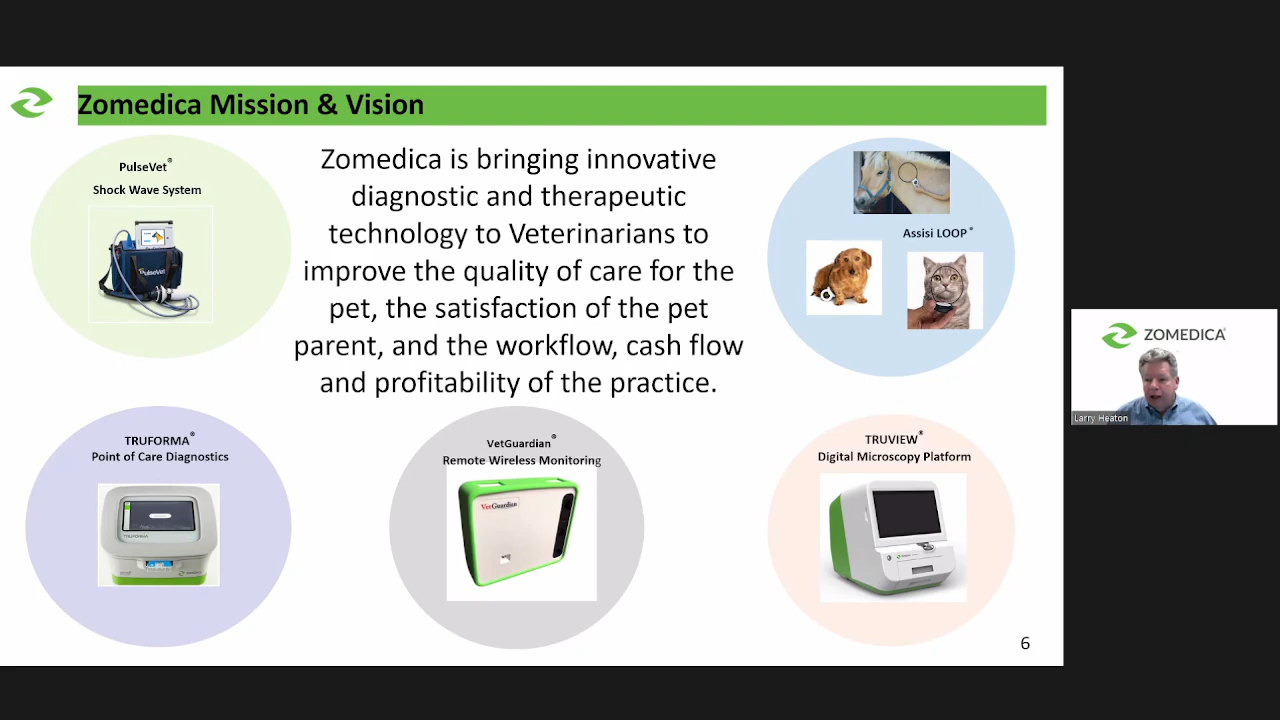 Zomedica Mission & Vision
PulseVet®
Shock Wave System
PulseVet
Zomedica is bringing innovative
diagnostic and therapeutic
technology to Veterinarians to
improve the quality of care for the
pet, the satisfaction of the pet
parent, and the workflow, cash flow
and profitability of the practice.
Assisi LOOP®
ZOMEDICA
Larry Heaton
TRUFORMA®
Point of Care Diagnostics
TRUFORMA
VetGuardian®
Remote Wireless Monitoring
VetGuardian
TRUVIEW®
Digital Microscopy Platform
6